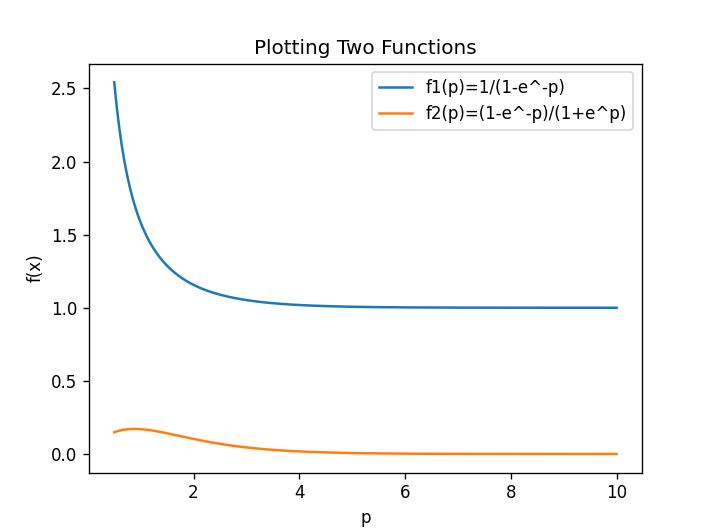 Plotting Two Functions
f1(p)=1/(1-e^-p)
f2(p)=(1-e^-p)/(1+e^p)
2.5
2.0
1.5
1.0
0.5
0.0
f(x)
2
4
6
8
10
p